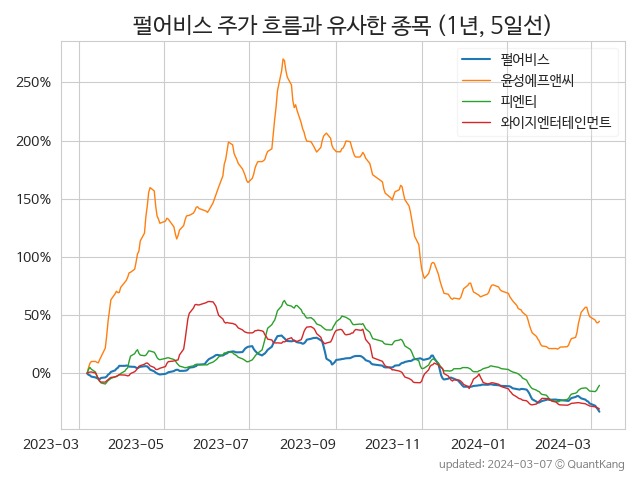 펄어비스 주가 흐름과 유사한 종목 (1년, 5일선)
펄어비스
윤성에프앤씨
피엔티
와이지엔터테인먼트
250%
200%
150%
100%
50%
0%
2023-03 2023-05 2023-07 2023-09 2023-11 2024-01 2024-03
updated: 2024-03-07 © QuantKang